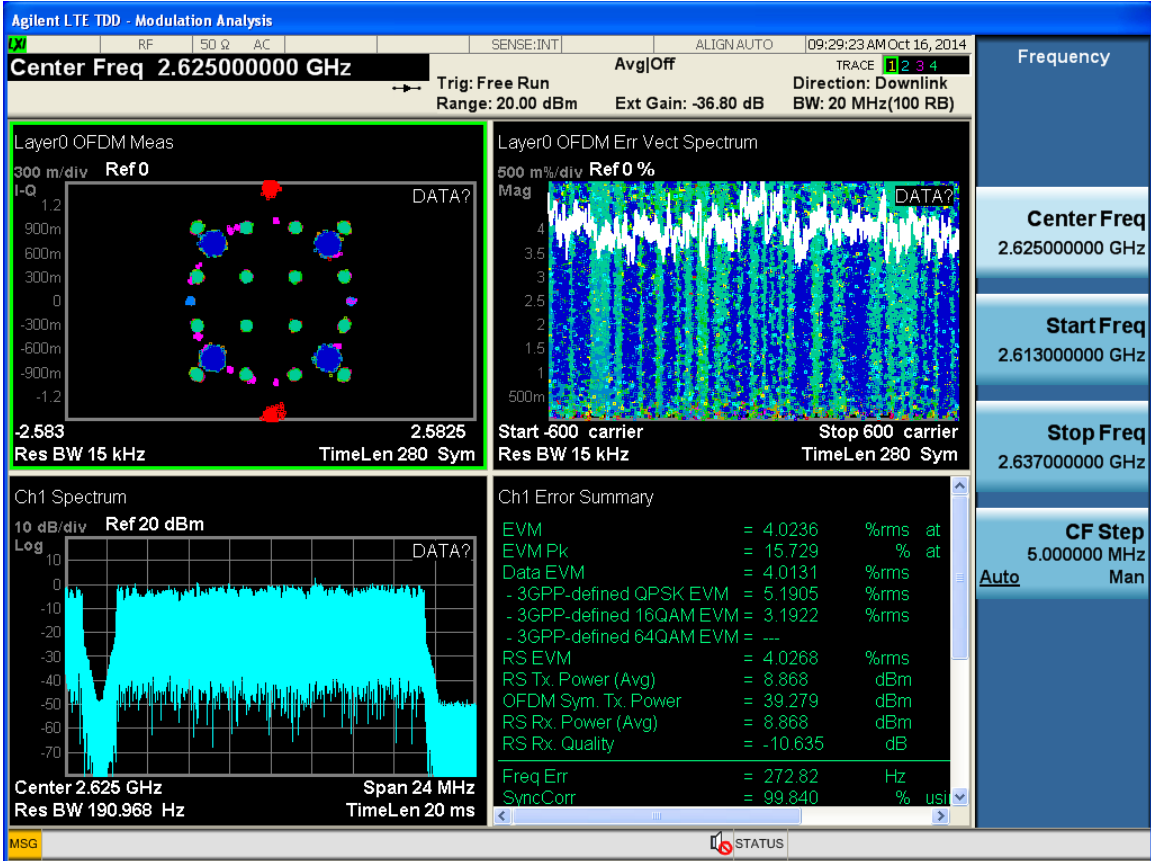 Agilent LTE TDD - Modulation Analysis
LXI RF 50 Ω AC SENSE:INT ALIGN AUTO 09:29:23 AM Oct 16, 2014
Center Freq 2.625000000 GHz
Avg|Off
TRACE 1 2 3 4
Trig: Free Run
Direction: Downlink
Range: 20.00 dBm Ext Gain: -36.80 dB BW: 20 MHz(100 RB)
Layer0 OFDM Meas
300 m/div Ref 0
I-Q
DATA?
1.2
900m
600m
300m
0
-300m
-600m
-900m
-1.2
-2.583 2.5825
Res BW 15 kHz TimeLen 280 Sym
Layer0 OFDM Err Vect Spectrum
500 m%/div Ref 0 %
Mag
DATA?
4
3.5
3
2.5
2
1.5
1
500m
Start -600 carrier Stop 600 carrier
Res BW 15 kHz TimeLen 280 Sym
Ch1 Spectrum
10 dB/div Ref 20 dBm
Log
DATA?
10
0
-10
-20
-30
-40
-50
-60
-70
Center 2.625 GHz Span 24 MHz
Res BW 190.968 Hz TimeLen 20 ms
Ch1 Error Summary
EVM = 4.0236 %rms at
EVM Pk = 15.729 % at
Data EVM = 4.0131 %rms
- 3GPP-defined QPSK EVM = 5.1905 %rms
- 3GPP-defined 16QAM EVM = 3.1922 %rms
- 3GPP-defined 64QAM EVM = ---
RS EVM = 4.0268 %rms
RS Tx. Power (Avg) = 8.868 dBm
OFDM Sym. Tx. Power = 39.279 dBm
RS Rx. Power (Avg) = 8.868 dBm
RS Rx. Quality = -10.635 dB
Freq Err = 272.82 Hz
SyncCorr = 99.840 % usi
Frequency
Center Freq
2.625000000 GHz
Start Freq
2.613000000 GHz
Stop Freq
2.637000000 GHz
CF Step
5.000000 MHz
Auto Man
MSG STATUS